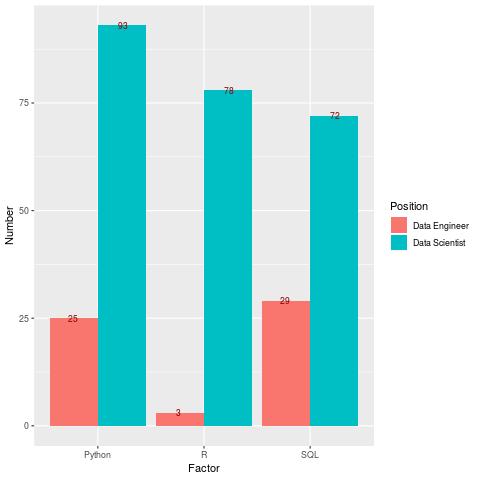 93
78
75
72
Number
50
Position
Data Engineer
Data Scientist
29
25
25
3
0
Python
R
SQL
Factor